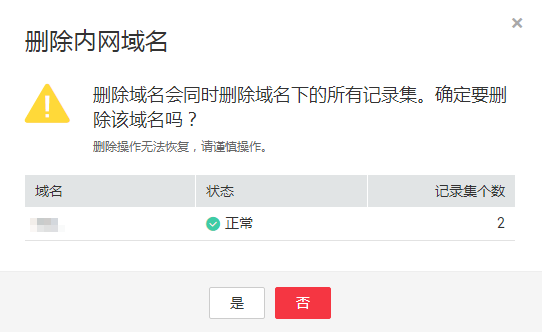 删除内网域名
删除域名会同时删除域名下的所有记录集。确定要删
除该域名吗？
删除操作无法恢复，请谨慎操作。
域名 状态 记录集个数
正常 2
是 否